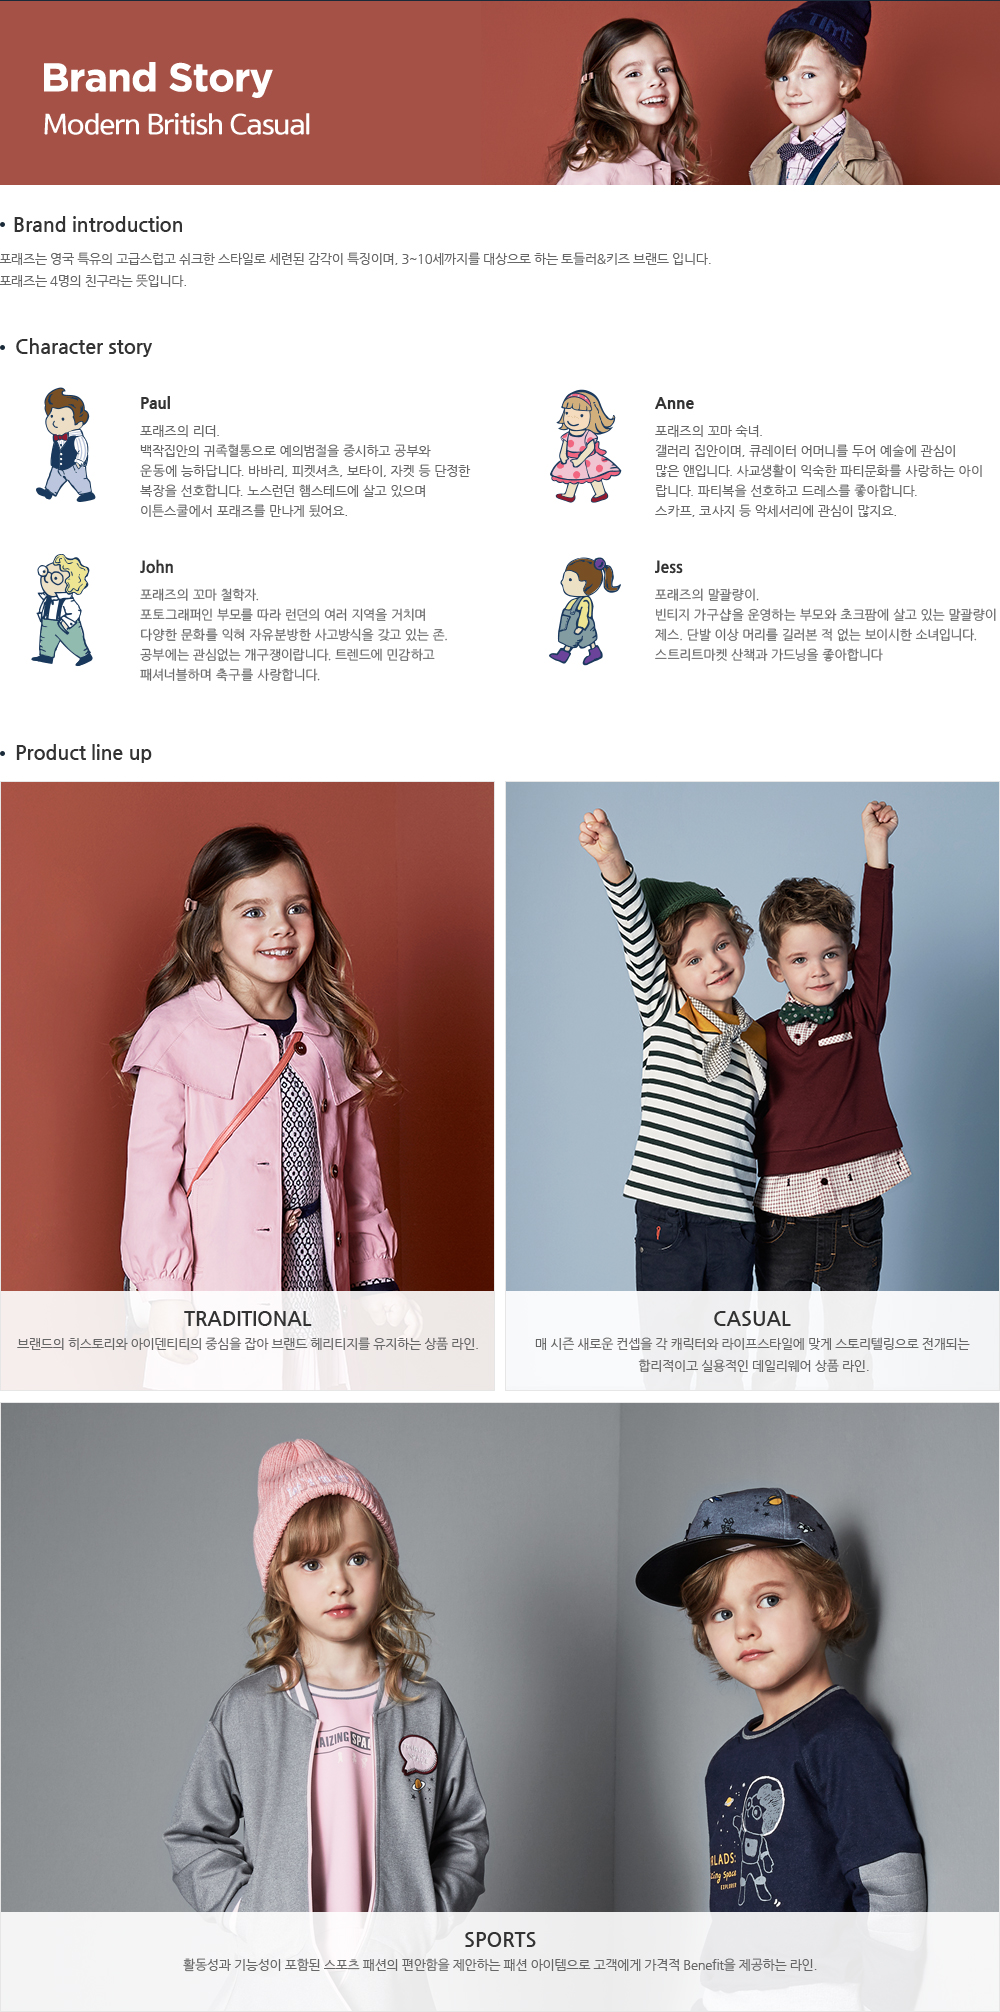 Brand Story
Modern British Casual
Brand introduction
포래즈는 영국 특유의 고급스럽고 쉬크한 스타일로 세련된 감각이 특징이며, 3~10세까지를 대상으로 하는 토들러&키즈 브랜드 입니다.
포래즈는 4명의 친구라는 뜻입니다.
Character story
Paul
포래즈의 리더.
백작집안의 귀족혈통으로 예의범절을 중시하고 공부와
운동에 능하답니다. 바바리, 피켓셔츠, 보타이, 자켓 등 단정한
복장을 선호합니다. 노스런던 햄스테드에 살고 있으며
이튼스쿨에서 포래즈를 만나게 됬어요.
Anne
포래즈의 꼬마 숙녀.
갤러리 집안이며, 큐레이터 어머니를 두어 예술에 관심이
많은 앤입니다. 사교생활이 익숙한 파티문화를 사랑하는 아이
랍니다. 파티복을 선호하고 드레스를 좋아합니다.
스카프, 코사지 등 악세서리에 관심이 많지요.
John
포래즈의 꼬마 철학자.
포토그래퍼인 부모를 따라 런던의 여러 지역을 거치며
다양한 문화를 익혀 자유분방한 사고방식을 갖고 있는 존.
공부에는 관심없는 개구쟁이랍니다. 트렌드에 민감하고
패셔너블하며 축구를 사랑합니다.
Jess
포래즈의 말괄량이.
빈티지 가구샵을 운영하는 부모와 초크팜에 살고 있는 말괄량이
제스. 단발 이상 머리를 길러본 적 없는 보이시한 소녀입니다.
스트리트마켓 산책과 가드닝을 좋아합니다
Product line up
TRADITIONAL
브랜드의 히스토리와 아이덴티티의 중심을 잡아 브랜드 헤리티지를 유지하는 상품 라인.
CASUAL
매 시즌 새로운 컨셉을 각 캐릭터와 라이프스타일에 맞게 스토리텔링으로 전개되는
합리적이고 실용적인 데일리웨어 상품 라인.
AIZING SPA
RLADS:
cing Space
EXPLORER
SPORTS
활동성과 기능성이 포함된 스포츠 패션의 편안함을 제안하는 패션 아이템으로 고객에게 가격적 Benefit을 제공하는 라인.